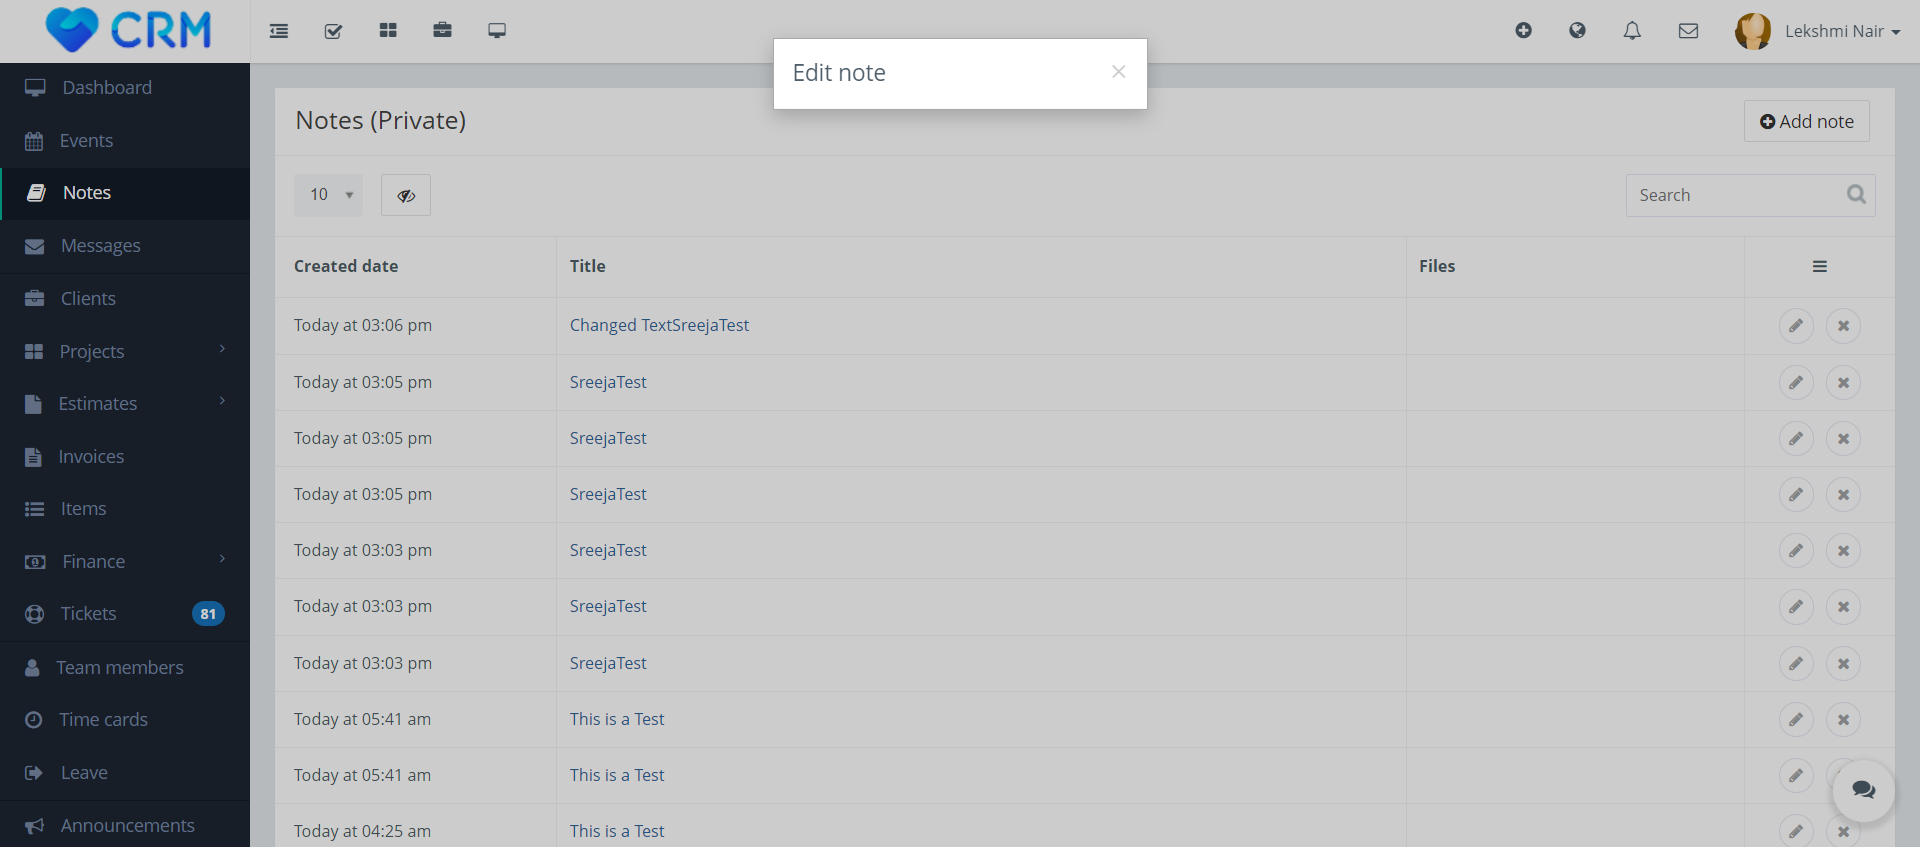 CRM
Lekshmi Nair
Edit note
×
Dashboard
Events
Notes
Messages
Clients
Projects
Estimates
Invoices
Items
Finance
Tickets 81
Team members
Time cards
Leave
Announcements
Notes (Private)
Add note
10
Search
Created date Title Files
Today at 03:06 pm Changed TextSreejaTest
Today at 03:05 pm SreejaTest
Today at 03:05 pm SreejaTest
Today at 03:05 pm SreejaTest
Today at 03:03 pm SreejaTest
Today at 03:03 pm SreejaTest
Today at 03:03 pm SreejaTest
Today at 05:41 am This is a Test
Today at 05:41 am This is a Test
Today at 04:25 am This is a Test